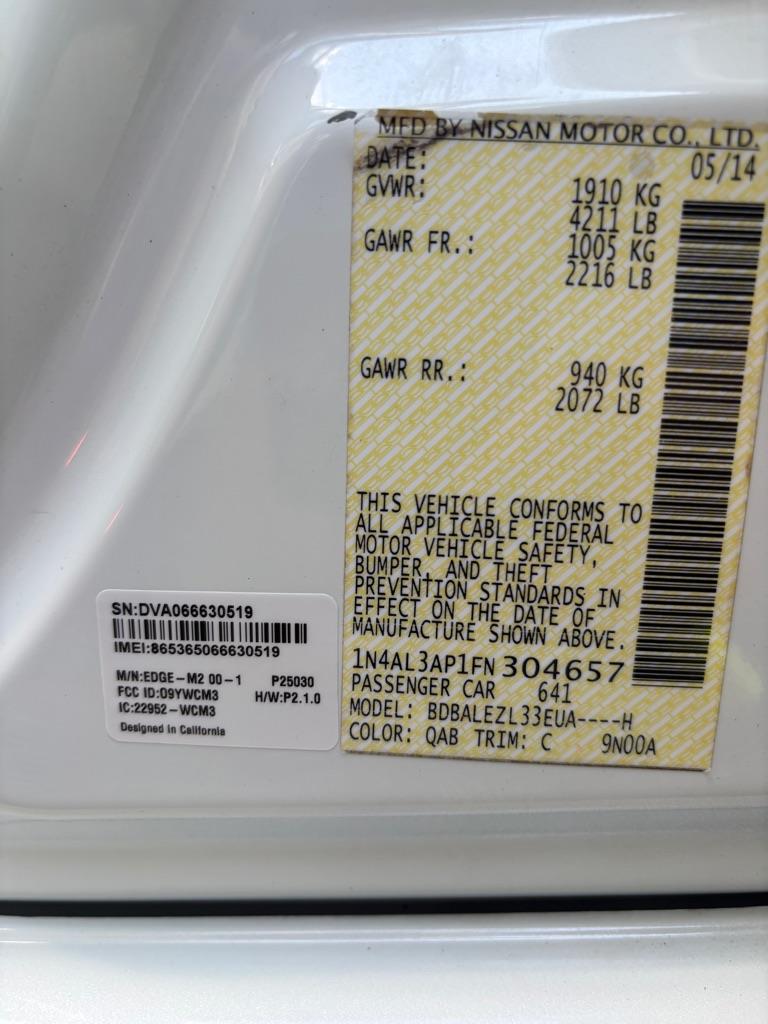 MFD BY NISSAN MOTOR CO., LTD.
DATE: 05/14
GVWR: 1910 KG
4211 LB
GAWR FR.: 1005 KG
2216 LB
GAWR RR.: 940 KG
2072 LB
THIS VEHICLE CONFORMS TO
ALL APPLICABLE FEDERAL
MOTOR VEHICLE SAFETY,
BUMPER, AND THEFT
PREVENTION STANDARDS IN
EFFECT ON THE DATE OF
MANUFACTURE SHOWN ABOVE.
1N4AL3AP1FN304657
PASSENGER CAR 641
MODEL: BDBALEZL33EUA----H
COLOR: QAB TRIM: C 9N00A
SN:DVA066630519
IMEI:865365066630519
M/N:EDGE-M2 00-1 P25030
FCC ID:O9YWCM3 H/W:P2.1.0
IC:22952-WCM3
Designed in California